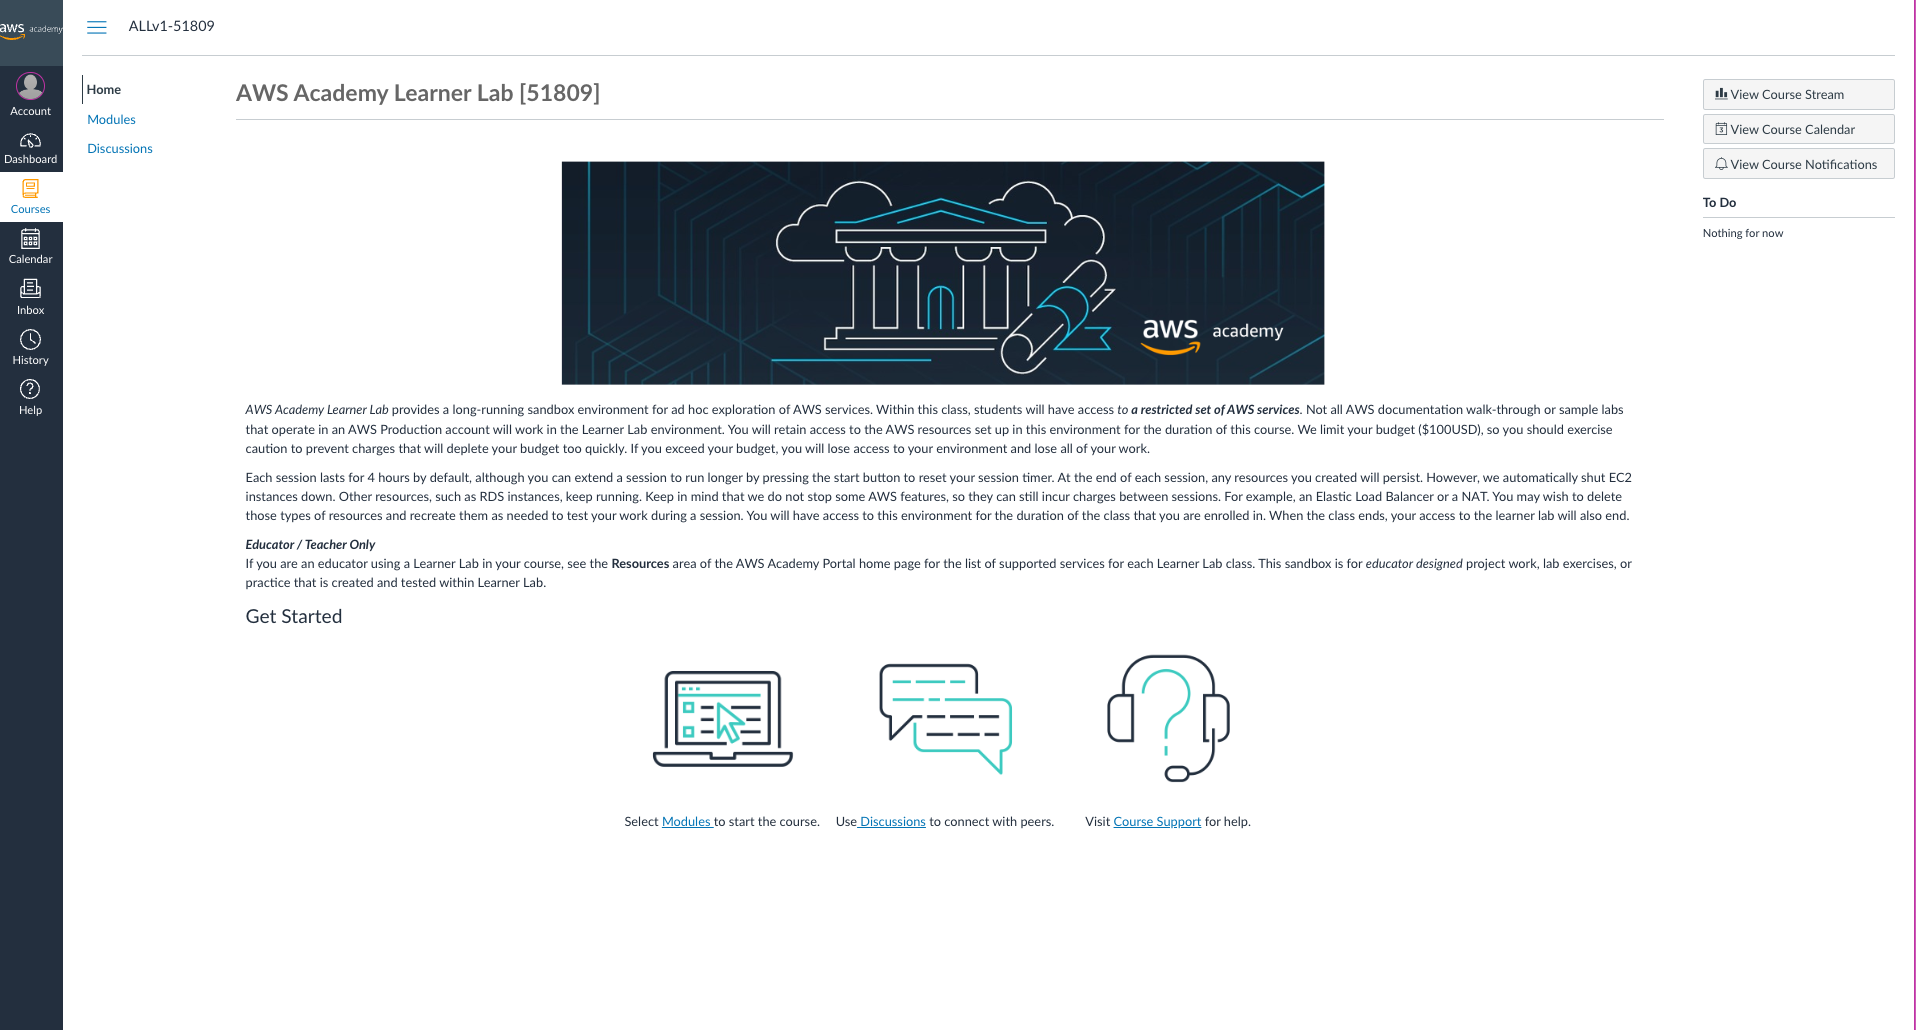 aws academy
ALLv1-51809
Account
Dashboard
Courses
Calendar
Inbox
History
Help
Home
Modules
Discussions
AWS Academy Learner Lab [51809]
aws academy
AWS Academy Learner Lab provides a long-running sandbox environment for ad hoc exploration of AWS services. Within this class, students will have access to a restricted set of AWS services. Not all AWS documentation walk-through or sample labs
that operate in an AWS Production account will work in the Learner Lab environment. You will retain access to the AWS resources set up in this environment for the duration of this course. We limit your budget ($100USD), so you should exercise
caution to prevent charges that will deplete your budget too quickly. If you exceed your budget, you will lose access to your environment and lose all of your work.
Each session lasts for 4 hours by default, although you can extend a session to run longer by pressing the start button to reset your session timer. At the end of each session, any resources you created will persist. However, we automatically shut EC2
instances down. Other resources, such as RDS instances, keep running. Keep in mind that we do not stop some AWS features, so they can still incur charges between sessions. For example, an Elastic Load Balancer or a NAT. You may wish to delete
those types of resources and recreate them as needed to test your work during a session. You will have access to this environment for the duration of the class that you are enrolled in. When the class ends, your access to the learner lab will also end.
Educator / Teacher Only
If you are an educator using a Learner Lab in your course, see the Resources area of the AWS Academy Portal home page for the list of supported services for each Learner Lab class. This sandbox is for educator designed project work, lab exercises, or
practice that is created and tested within Learner Lab.
Get Started
Select Modules to start the course.
Use Discussions to connect with peers.
Visit Course Support for help.
View Course Stream
View Course Calendar
View Course Notifications
To Do
Nothing for now